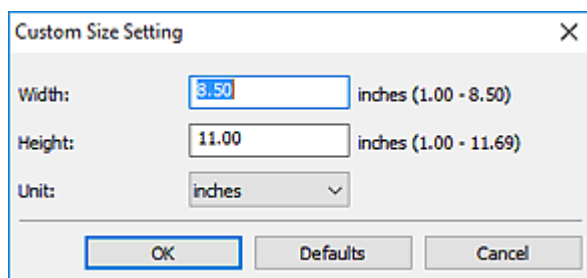 Custom Size Setting
Width: 8.50 inches (1.00 - 8.50)
Height: 11.00 inches (1.00 - 11.69)
Unit: inches
OK Defaults Cancel